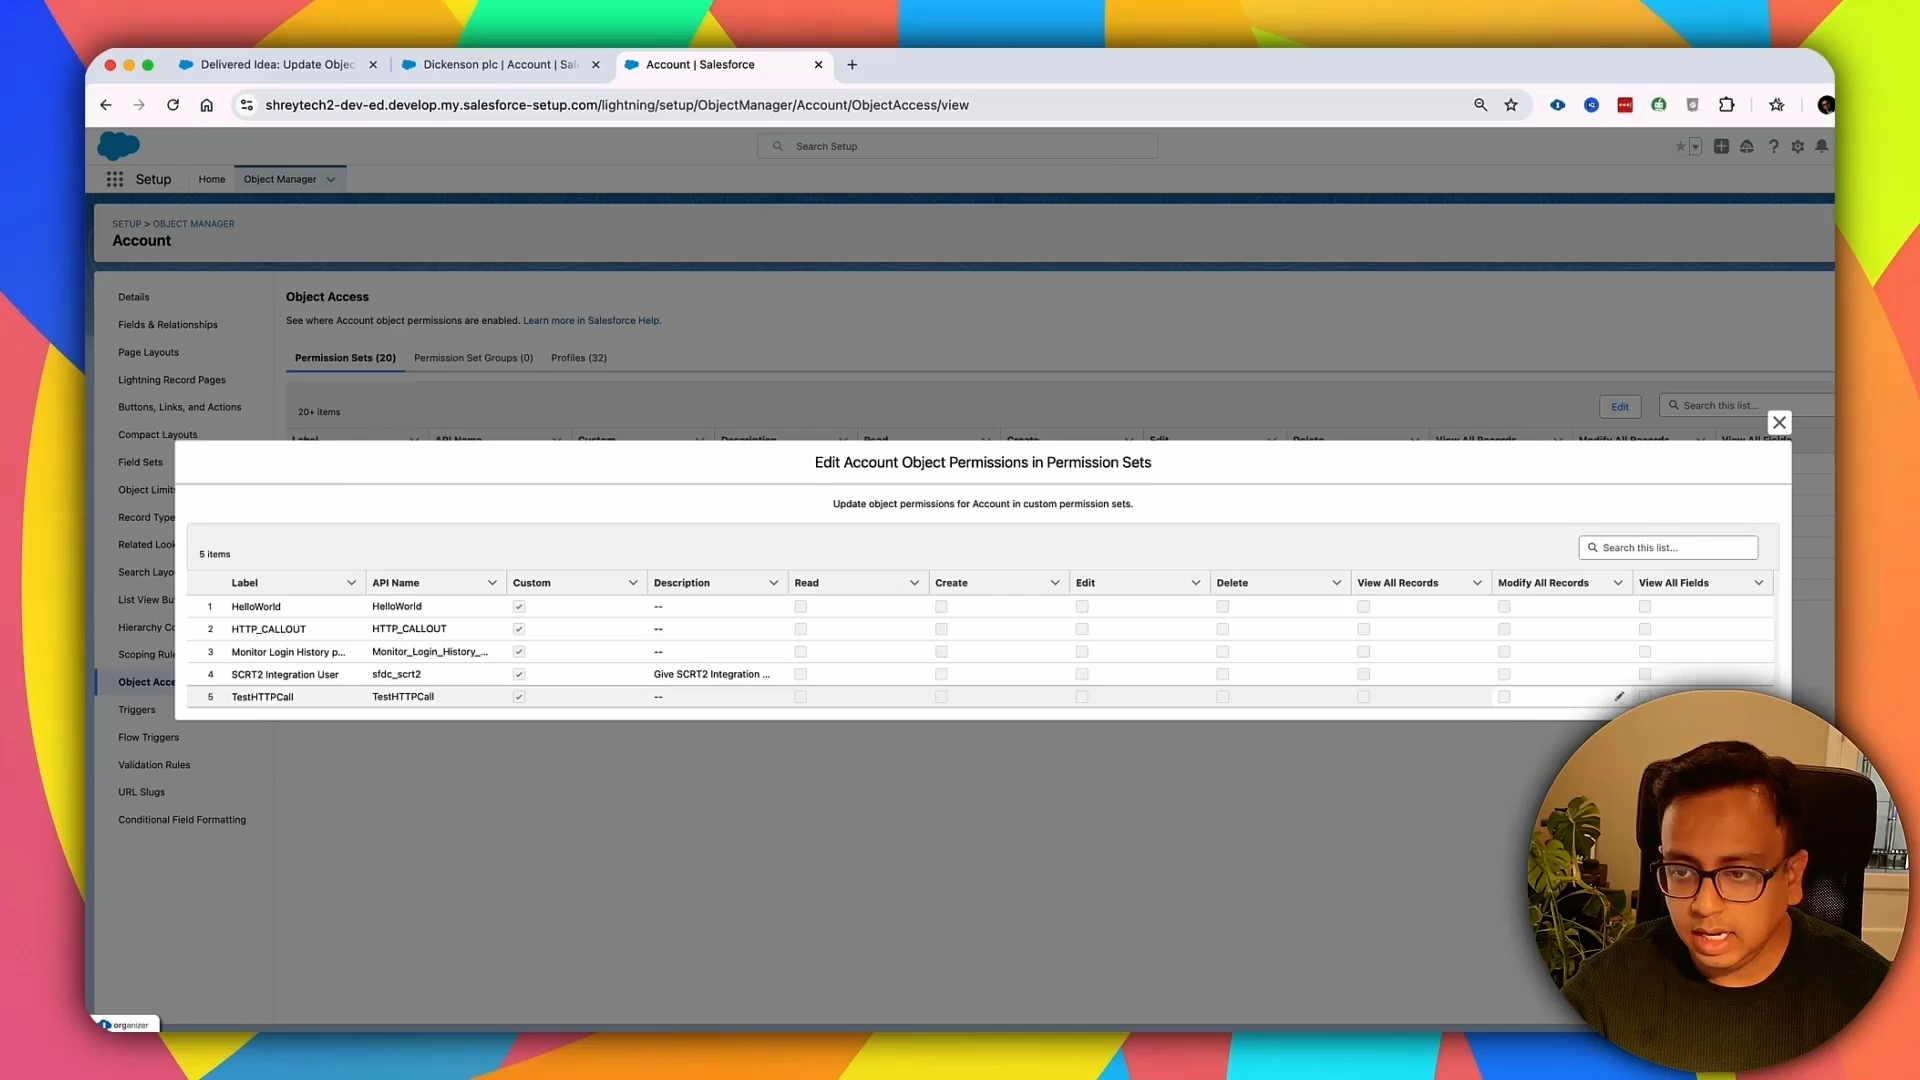 Delivered Idea: Update Objec
Dickenson plc | Account | Sal
Account | Salesforce
shreytech2-dev-ed.develop.my.salesforce-setup.com/lightning/setup/ObjectManager/Account/ObjectAccess/view
Search Setup
Setup
Home
Object Manager
SETUP > OBJECT MANAGER
Account
Details
Fields & Relationships
Page Layouts
Lightning Record Pages
Buttons, Links, and Actions
Compact Layouts
Field Sets
Object Limits
Record Type
Related Look
Search Layo
List View Bu
Hierarchy Co
Scoping Rule
Object Acce
Triggers
Flow Triggers
Validation Rules
URL Slugs
Conditional Field Formatting
Object Access
See where Account object permissions are enabled. Learn more in Salesforce Help.
Permission Sets (20) Permission Set Groups (0) Profiles (32)
20+ items
Edit
Search this list...
Label API Name Custom Description Read Create Edit Delete View All Records Modify All Records View All Fields
Edit Account Object Permissions in Permission Sets
Update object permissions for Account in custom permission sets.
5 items
Search this list...
Label API Name Custom Description Read Create Edit Delete View All Records Modify All Records View All Fields
1 HelloWorld HelloWorld --
2 HTTP_CALLOUT HTTP_CALLOUT --
3 Monitor Login History p... Monitor_Login_History_... --
4 SCRT2 Integration User sfdc_scrt2 Give SCRT2 Integration ...
5 TestHTTPCall TestHTTPCall --
organizer